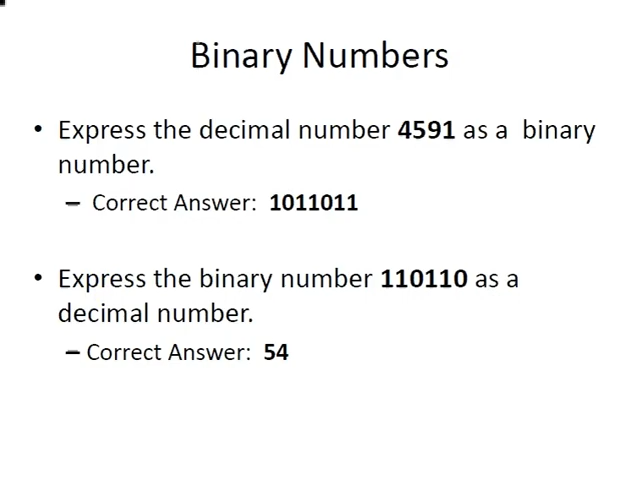 Binary Numbers
• Express the decimal number 4591 as a binary
number.
– Correct Answer: 1011011
• Express the binary number 110110 as a
decimal number.
– Correct Answer: 54